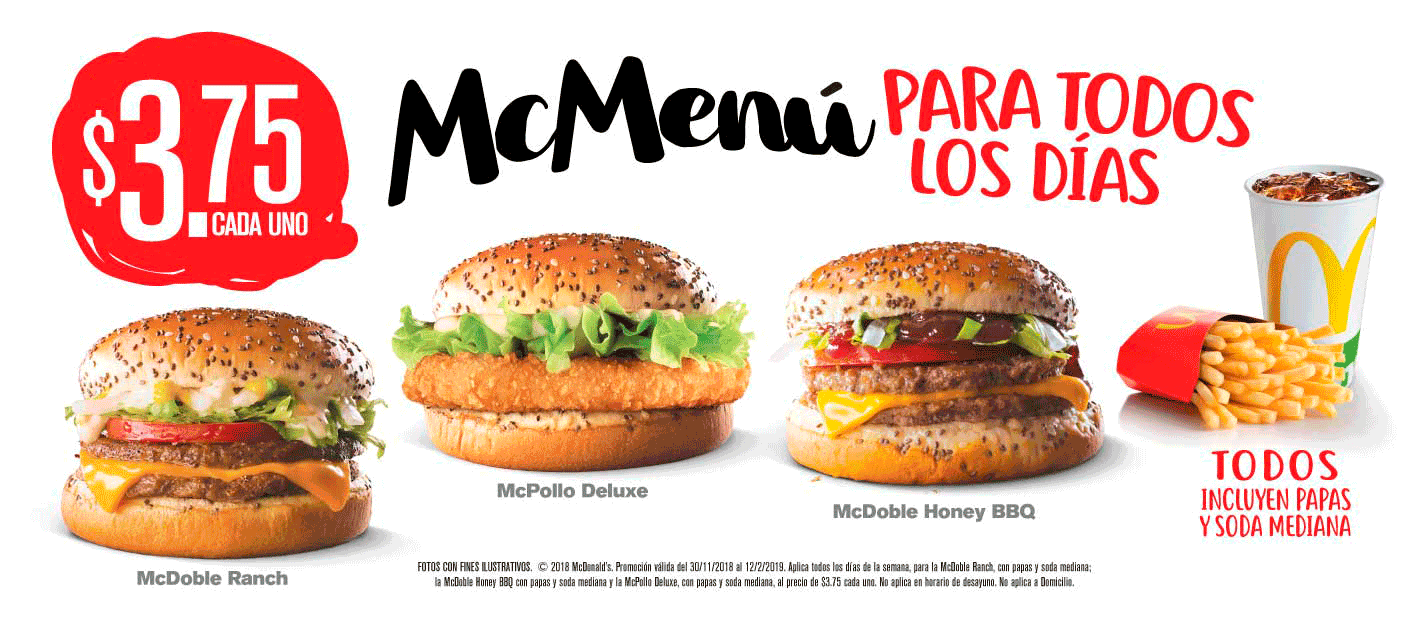 $3.75
CADA UNO
McMenú
PARA TODOS
LOS DÍAS
McPollo Deluxe
McDoble Honey BBQ
McDoble Ranch
TODOS
INCLUYEN PAPAS
Y SODA MEDIANA
FOTOS CON FINES ILUSTRATIVOS. © 2018 McDonald's. Promoción válida del 30/11/2018 al 12/2/2019. Aplica todos los días de la semana, para la McDoble Ranch, con papas y soda mediana;
la McDoble Honey BBQ con papas y soda mediana y la McPollo Deluxe, con papas y soda mediana, al precio de $3.75 cada uno. No aplica en horario de desayuno. No aplica a Domicilio.